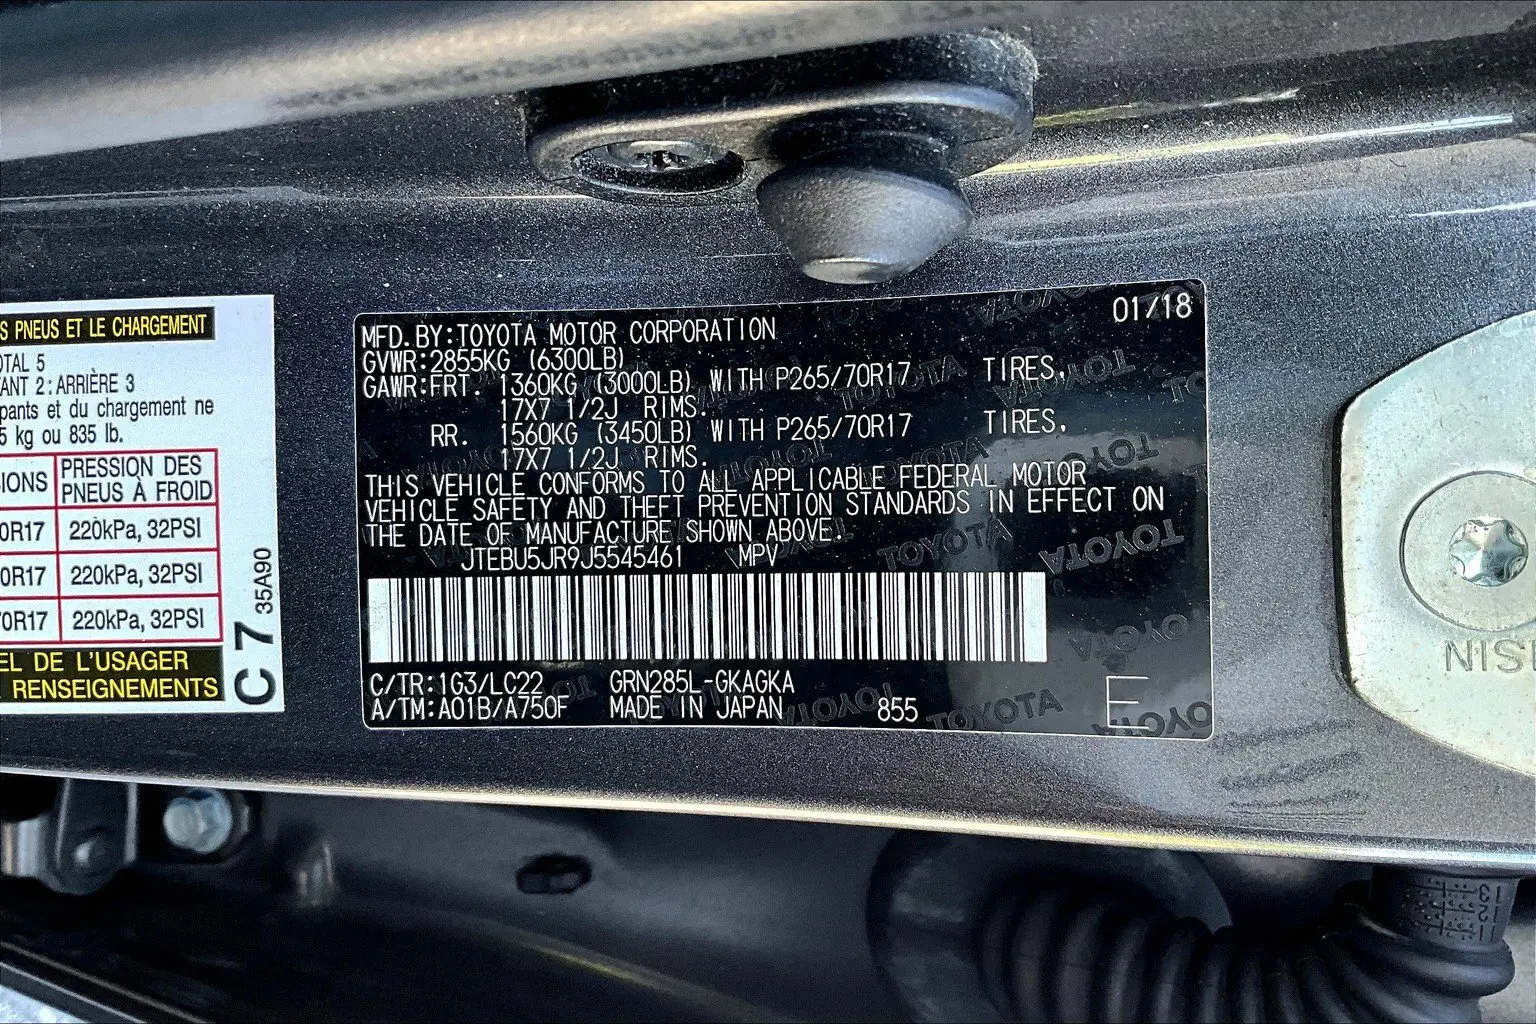 S PNEUS ET LE CHARGEMENT
OTAL 5
ANT 2 : ARRIÈRE 3
pants et du chargement ne
5 kg ou 835 lb.
IONS PRESSION DES
PNEUS À FROID
0R17 220kPa, 32PSI
0R17 220kPa, 32PSI
70R17 220kPa, 32PSI
EL DE L'USAGER
RENSEIGNEMENTS
C 7 35A90
01/18
MFD. BY:TOYOTA MOTOR CORPORATION
GVWR:2855KG (6300LB)
GAWR:FRT. 1360KG (3000LB) WITH P265/70R17 TIRES,
17X7 1/2J RIMS.
RR. 1560KG (3450LB) WITH P265/70R17 TIRES,
17X7 1/2J RIMS.
THIS VEHICLE CONFORMS TO ALL APPLICABLE FEDERAL MOTOR
VEHICLE SAFETY AND THEFT PREVENTION STANDARDS IN EFFECT ON
THE DATE OF MANUFACTURE SHOWN ABOVE.
JTEBU5JR9J5545461 MPV
C/TR:1G3/LC22 GRN285L-GKAGKA
A/TM:A01B/A750F MADE IN JAPAN 855 E
TOYOTA
NIS